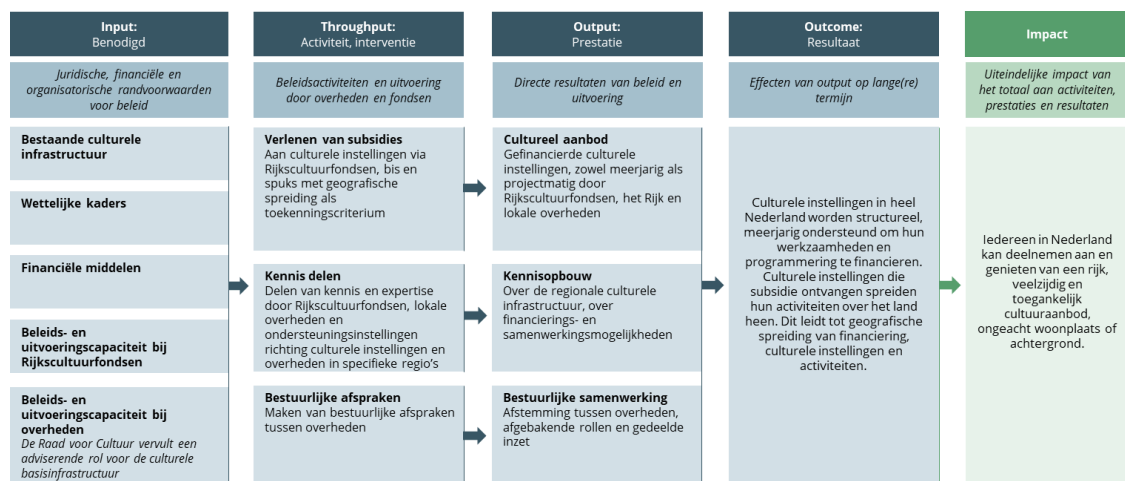 Input:
Benodigd
Juridische, financiële en
organisatorische randvoorwaarden
voor beleid
Bestaande culturele
infrastructuur
Wettelijke kaders
Financiële middelen
Beleids- en
uitvoeringscapaciteit bij
Rijkscultuurfondsen
Beleids- en
uitvoeringscapaciteit bij
overheden
De Raad voor Cultuur vervult een
adviserende rol voor de culturele
basisinfrastructuur
Throughput:
Activiteit, interventie
Beleidsactiviteiten en uitvoering
door overheden en fondsen
Verlenen van subsidies
Aan culturele instellingen via
Rijkscultuurfondsen, bis en
spuks met geografische
spreiding als
toekenningscriterium
Kennis delen
Delen van kennis en expertise
door Rijkscultuurfondsen, lokale
overheden en
ondersteuningsinstellingen
richting culturele instellingen en
overheden in specifieke regio's
Bestuurlijke afspraken
Maken van bestuurlijke afspraken
tussen overheden
Output:
Prestatie
Directe resultaten van beleid en
uitvoering
Cultureel aanbod
Gefinancierde culturele
instellingen, zowel meerjarig als
projectmatig door
Rijkscultuurfondsen, het Rijk en
lokale overheden
Kennisopbouw
Over de regionale culturele
infrastructuur, over
financierings- en
samenwerkingsmogelijkheden
Bestuurlijke samenwerking
Afstemming tussen overheden,
afgebakende rollen en gedeelde
inzet
Outcome:
Resultaat
Effecten van output op lange(re)
termijn
Culturele instellingen in heel
Nederland worden structureel,
meerjarig ondersteund om hun
werkzaamheden en
programmering te financieren.
Culturele instellingen die
subsidie ontvangen spreiden
hun activiteiten over het land
heen. Dit leidt tot geografische
spreiding van financiering,
culturele instellingen en
activiteiten.
Impact
Uiteindelijke impact van
het totaal aan activiteiten,
prestaties en resultaten
Iedereen in Nederland
kan deelnemen aan en
genieten van een rijk,
veelzijdig en
toegankelijk
cultuuraanbod,
ongeacht woonplaats of
achtergrond.